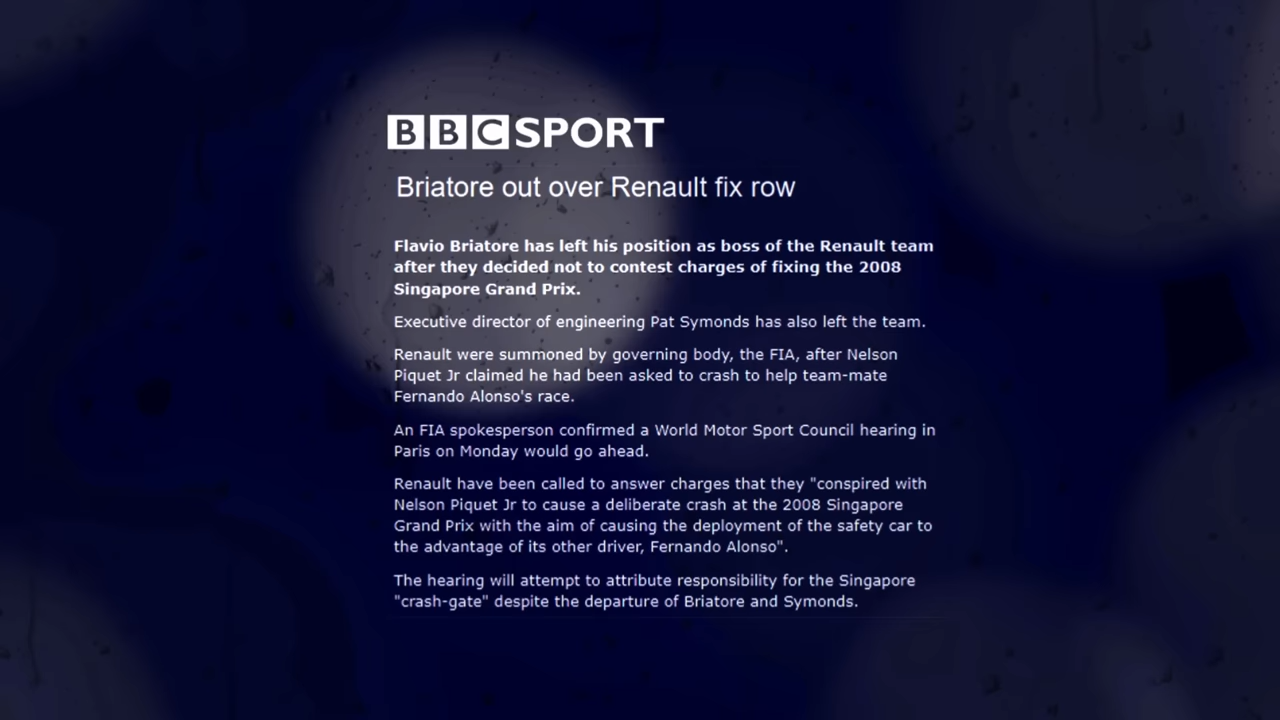 BBC SPORT
Briatore out over Renault fix row
Flavio Briatore has left his position as boss of the Renault team
after they decided not to contest charges of fixing the 2008
Singapore Grand Prix.
Executive director of engineering Pat Symonds has also left the team.
Renault were summoned by governing body, the FIA, after Nelson
Piquet Jr claimed he had been asked to crash to help team-mate
Fernando Alonso's race.
An FIA spokesperson confirmed a World Motor Sport Council hearing in
Paris on Monday would go ahead.
Renault have been called to answer charges that they "conspired with
Nelson Piquet Jr to cause a deliberate crash at the 2008 Singapore
Grand Prix with the aim of causing the deployment of the safety car to
the advantage of its other driver, Fernando Alonso".
The hearing will attempt to attribute responsibility for the Singapore
"crash-gate" despite the departure of Briatore and Symonds.